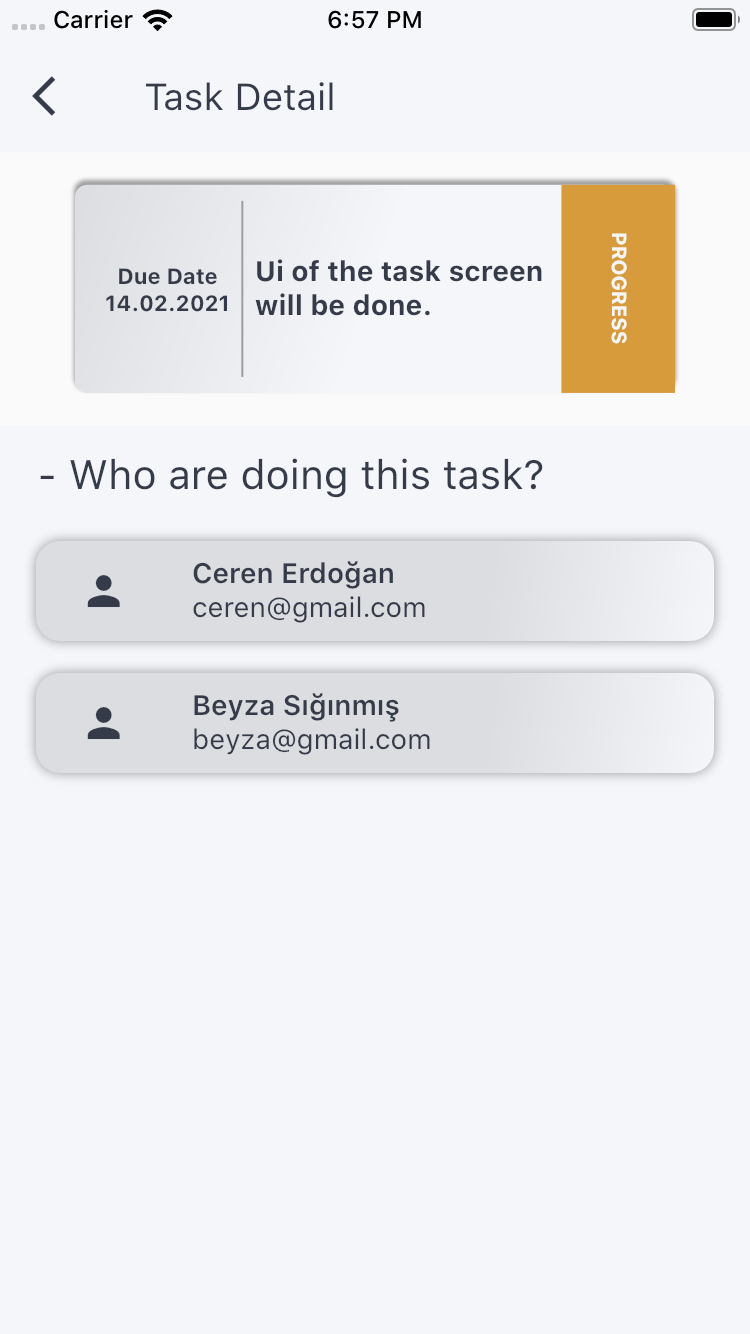 Carrier 6:57 PM
Task Detail
Due Date
14.02.2021
Ui of the task screen
will be done.
PROGRESS
- Who are doing this task?
Ceren Erdoğan
ceren@gmail.com
Beyza Sığınmış
beyza@gmail.com